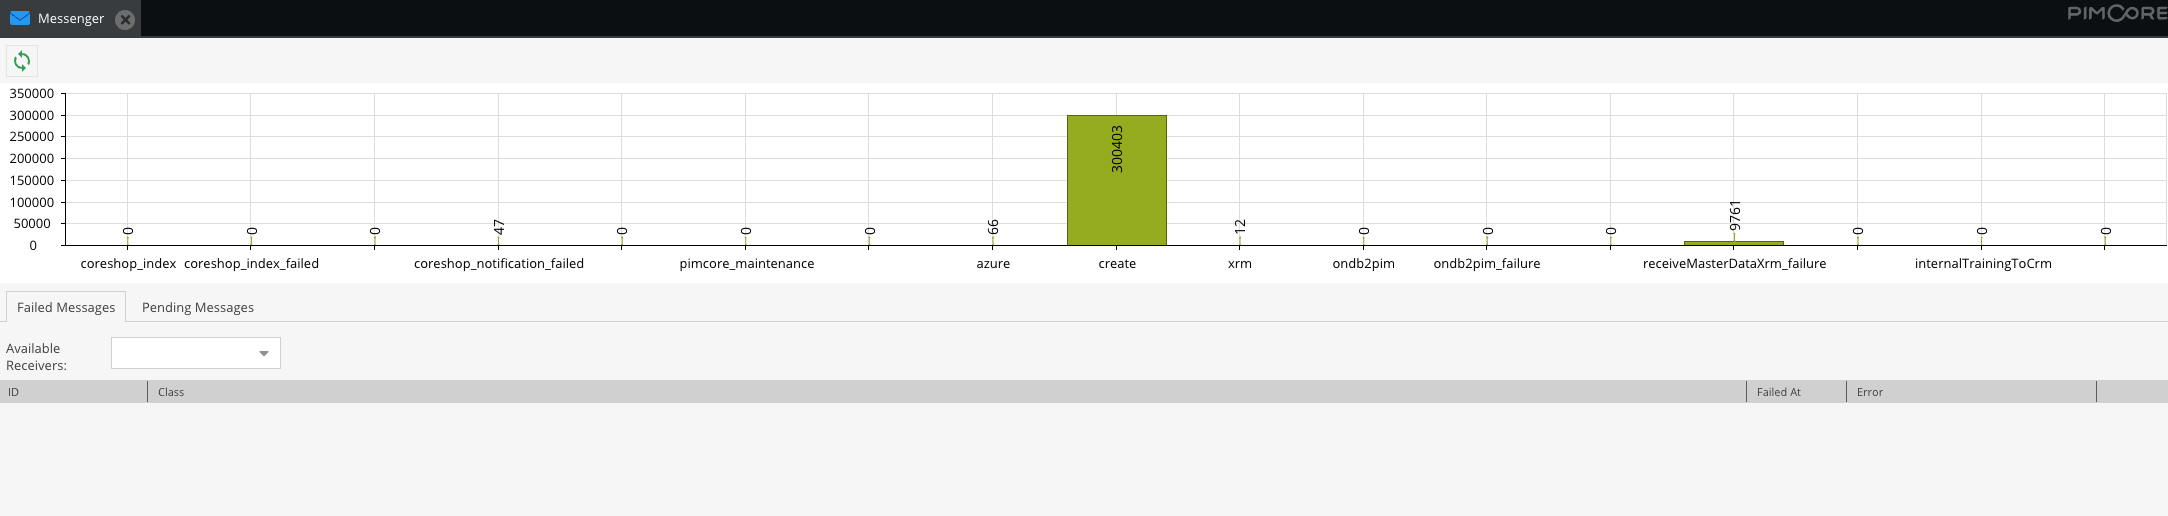 Messenger
PIMCORE
350000
300000
250000
200000
150000
100000
50000
0
0 0 0 47 0 0 0 66 300403 12 0 0 0 9761 0 0 0
coreshop_index coreshop_index_failed coreshop_notification_failed pimcore_maintenance azure create xrm ondb2pim ondb2pim_failure receiveMasterDataXrm_failure internalTrainingToCrm
Failed Messages Pending Messages
Available
Receivers:
ID Class Failed At Error